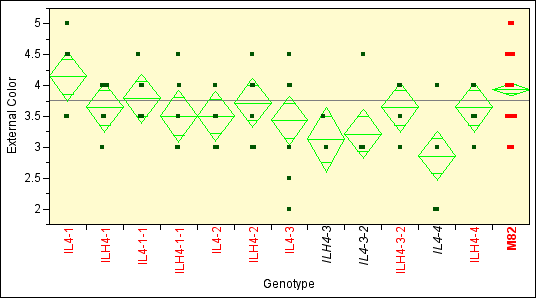 External Color
5
4.5
4
3.5
3
2.5
2
IL4-1
ILH4-1
IL4-1-1
ILH4-1-1
IL4-2
ILH4-2
IL4-3
ILH4-3
IL4-3-2
ILH4-3-2
IL4-4
ILH4-4
M82
Genotype